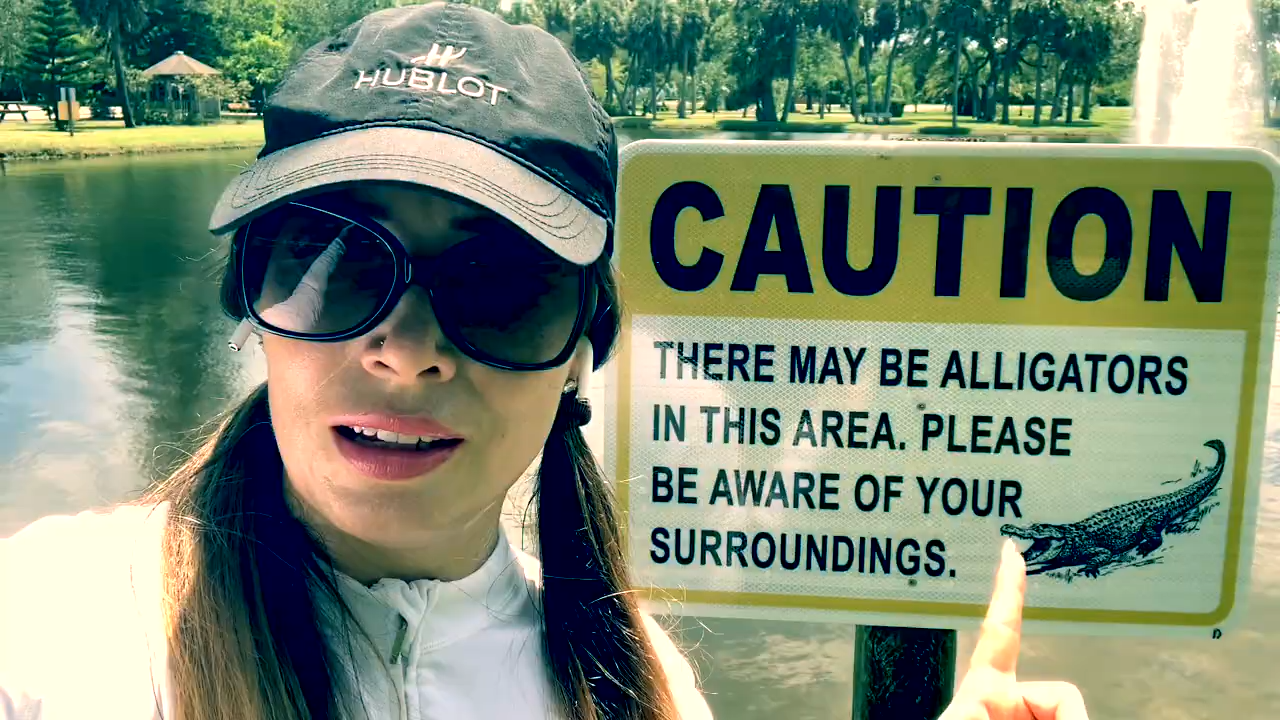 HUBLOT
CAUTION
THERE MAY BE ALLIGATORS
IN THIS AREA. PLEASE
BE AWARE OF YOUR
SURROUNDINGS.